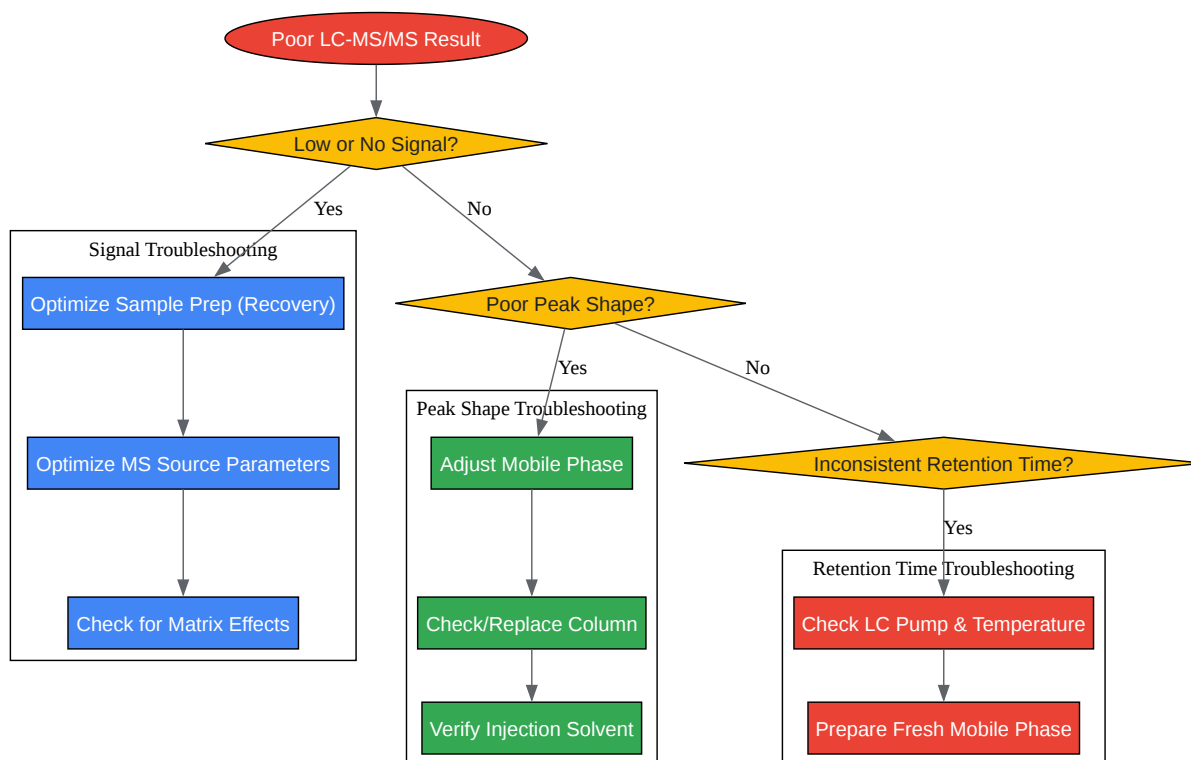 Poor LC-MS/MS Result
Low or No Signal?
Yes
No
Signal Troubleshooting
Optimize Sample Prep (Recovery)
Poor Peak Shape?
Yes
No
Peak Shape Troubleshooting
Optimize MS Source Parameters
Adjust Mobile Phase
Inconsistent Retention Time?
Yes
Retention Time Troubleshooting
Check for Matrix Effects
Check/Replace Column
Check LC Pump & Temperature
Verify Injection Solvent
Prepare Fresh Mobile Phase